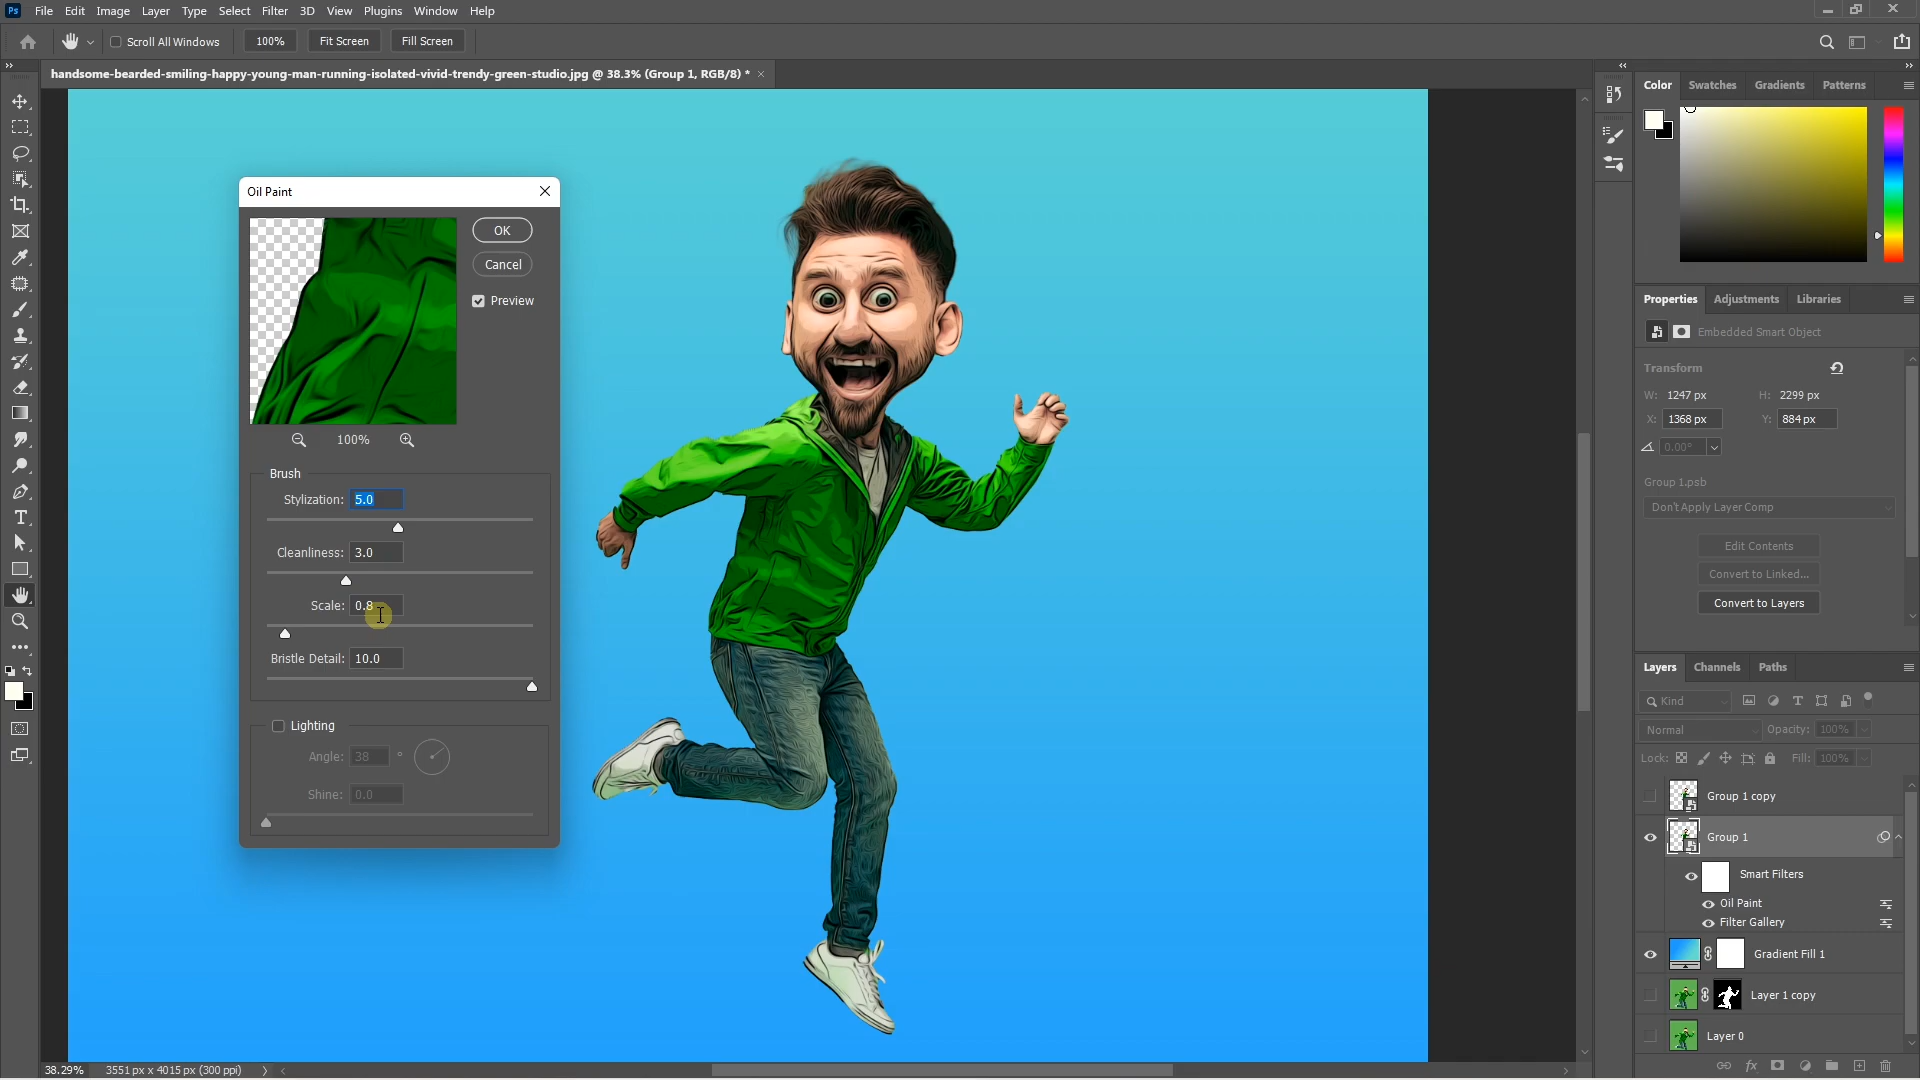 Ps File Edit Image Layer Type Select Filter 3D View Plugins Window Help
Scroll All Windows 100% Fit Screen Fill Screen
handsome-bearded-smiling-happy-young-man-running-isolated-vivid-trendy-green-studio.jpg @ 38.3% (Group 1, RGB/8) *
Oil Paint
OK
Cancel
Preview
100%
Brush
Stylization: 5.0
Cleanliness: 3.0
Scale: 0.8
Bristle Detail: 10.0
Lighting
Angle: 38 °
Shine: 0.0
Color Swatches Gradients Patterns
Properties Adjustments Libraries
Embedded Smart Object
Transform
W: 1247 px H: 2299 px
X: 1368 px Y: 884 px
0.00°
Group 1.psb
Don't Apply Layer Comp
Edit Contents
Convert to Linked...
Convert to Layers
Layers Channels Paths
Kind
Normal Opacity: 100%
Lock: Fill: 100%
Group 1 copy
Group 1
Smart Filters
Oil Paint
Filter Gallery
Gradient Fill 1
Layer 1 copy
Layer 0
38.29% 3551 px x 4015 px (300 ppi)